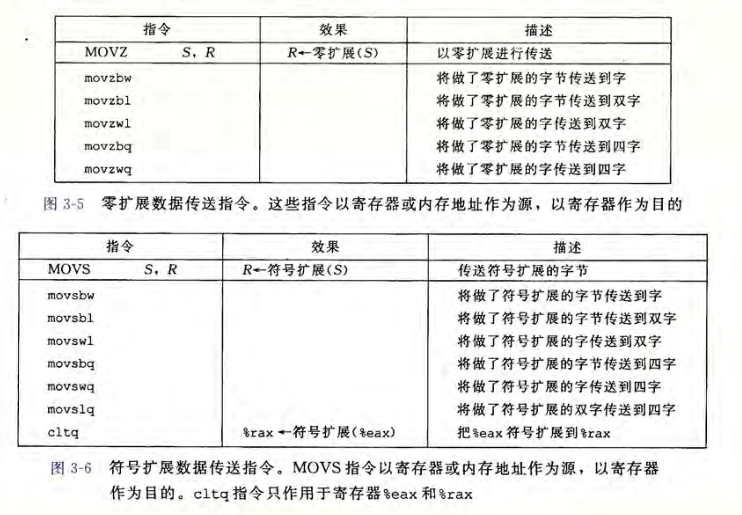 指令 效果 描述
MOVZ S, R R←零扩展(S) 以零扩展进行传送
movzbw 将做了零扩展的字节传送到字
movzbl 将做了零扩展的字节传送到双字
movzwl 将做了零扩展的字传送到双字
movzbq 将做了零扩展的字节传送到四字
movzwq 将做了零扩展的字传送到四字
图 3-5 零扩展数据传送指令。这些指令以寄存器或内存地址作为源，以寄存器作为目的
指令 效果 描述
MOVS S, R R←符号扩展(S) 传送符号扩展的字节
movsbw 将做了符号扩展的字节传送到字
movsbl 将做了符号扩展的字节传送到双字
movswl 将做了符号扩展的字传送到双字
movsbq 将做了符号扩展的字节传送到四字
movswq 将做了符号扩展的字传送到四字
movslq 将做了符号扩展的双字传送到四字
cltq %rax←符号扩展(%eax) 把%eax符号扩展到%rax
图 3-6 符号扩展数据传送指令。MOVS指令以寄存器或内存地址作为源，以寄存器
作为目的。cltq指令只作用于寄存器%eax和%rax